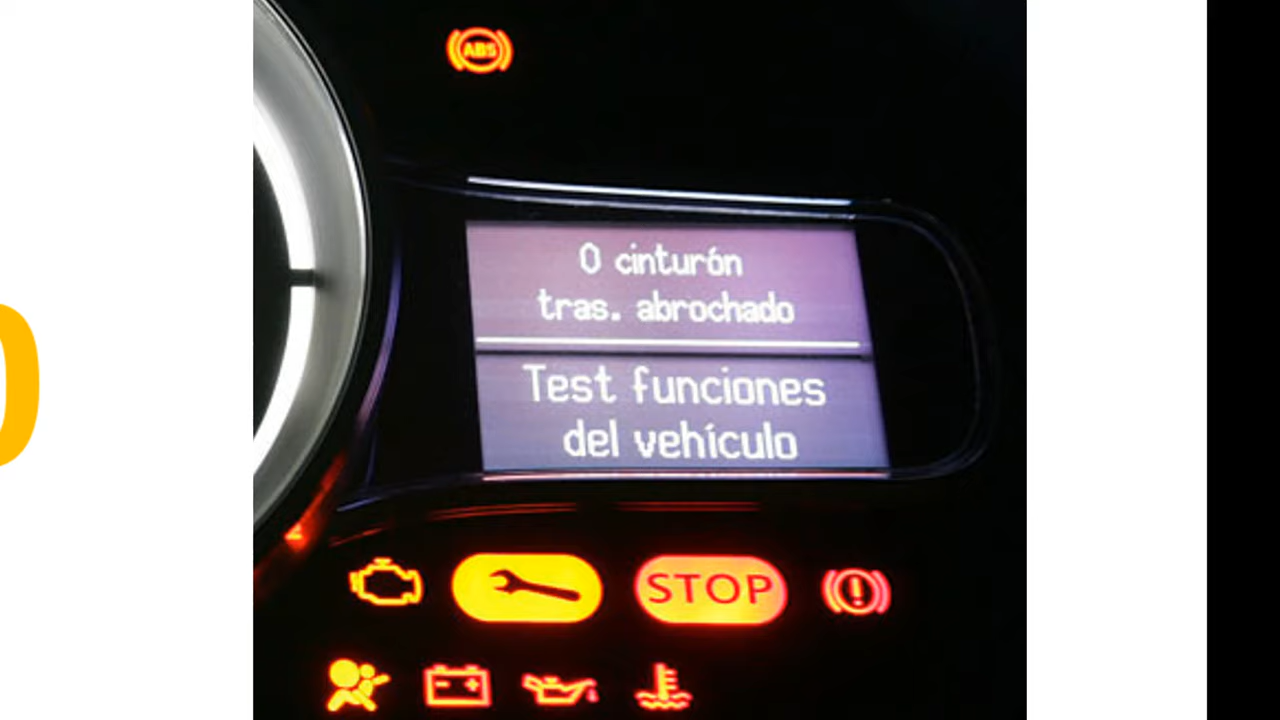 ABS
0 cinturón
tras. abrochado
Test funciones
del vehículo
STOP